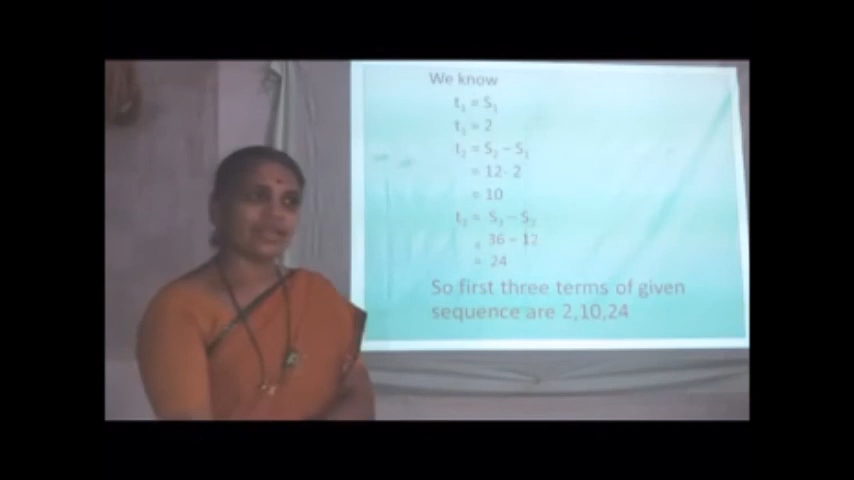 We know
t₁ = S₁
t₁ = 2
t₂ = S₂ – S₁
= 12- 2
= 10
t₃ = S₃ – S₂
= 36 – 12
= 24
So first three terms of given
sequence are 2,10,24